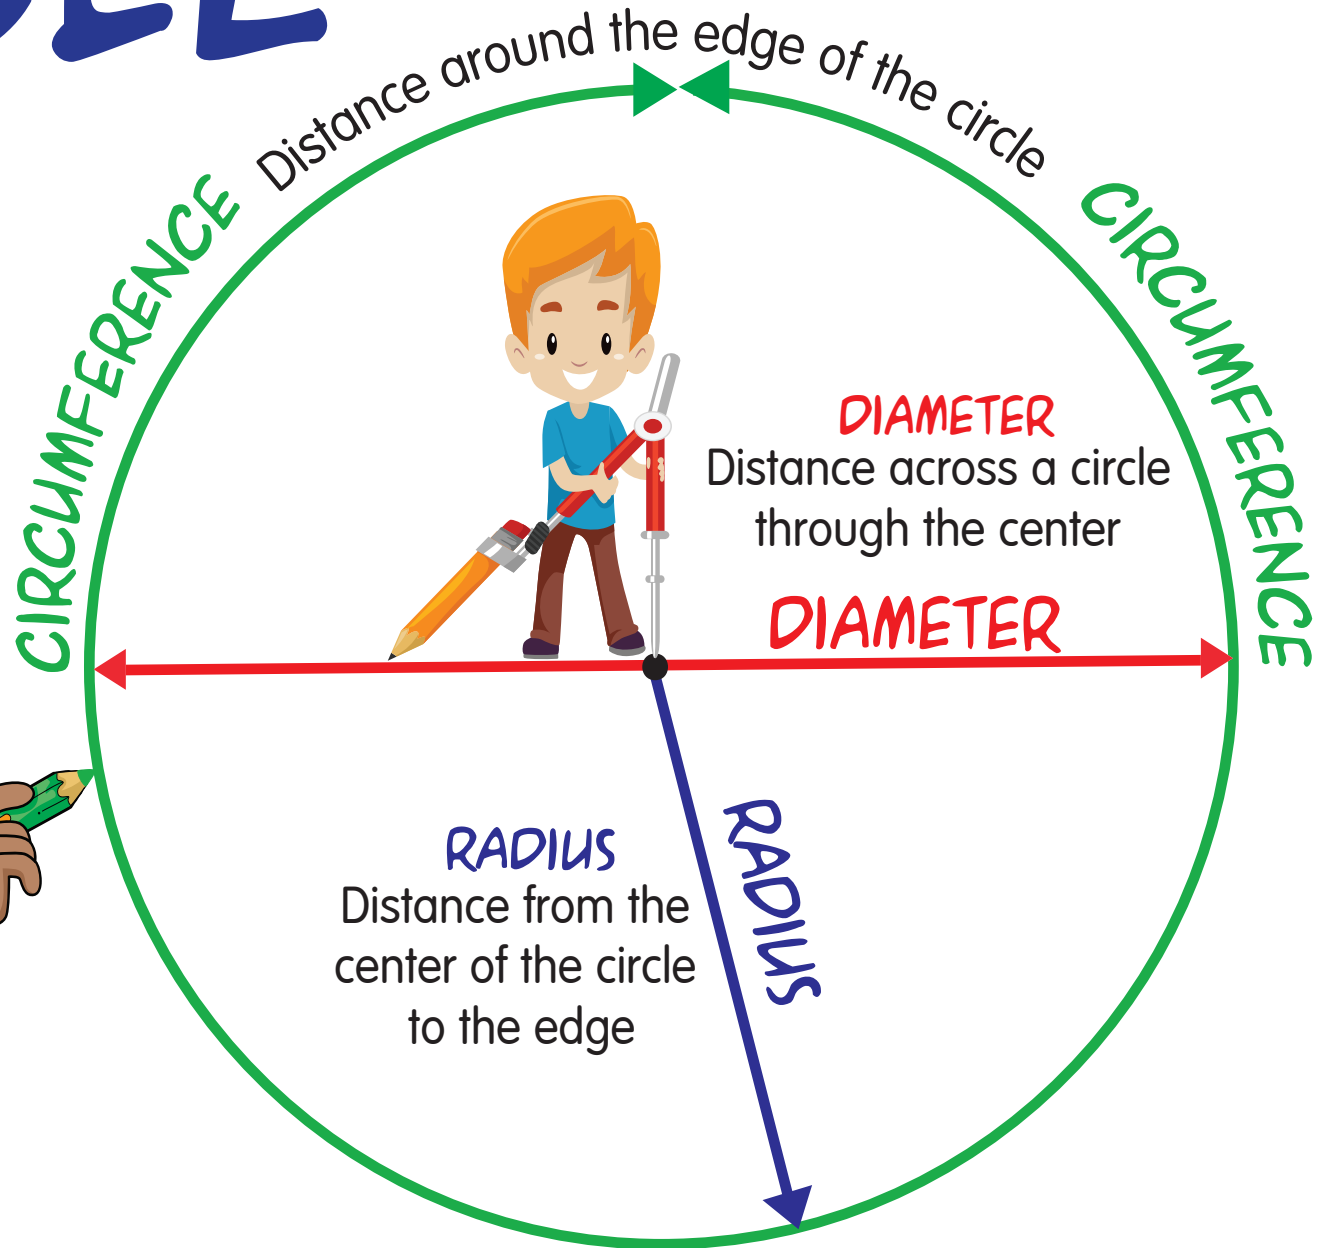 Distance around the edge of the circle
CIRCUMFERENCE
CIRCUMFERENCE
DIAMETER
Distance across a circle
through the center
DIAMETER
RADIUS
Distance from the
center of the circle
to the edge
RADIUS